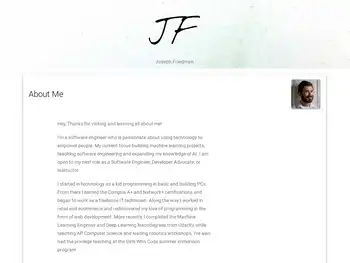 JF
Joseph Friedman
About Me
Hey, Thanks for visiting and learning all about me!
I'm a software engineer who is passionate about using technology to
empower people. My current focus building machine learning projects,
teaching software engineering and expanding my knowledge of AI. I am
open to my next role as a Software Engineer, Developer Advocate, or
Instructor.
I started in technology as a kid programming in basic and building PCs.
From there I earned the Comptia A+ and Network+ certifications and
began to work as a freelance IT technician. Along the way I worked in
retail and ecommerce and rediscovered my love of programming in the
form of web development. More recently I completed the Machine
Learning Engineer and Deep Learning Nanodegrees from Udacity while
teaching AP Computer Science and running robotics workshops. I've also
had the privilege teaching at the Girls Who Code summer immersion
program.